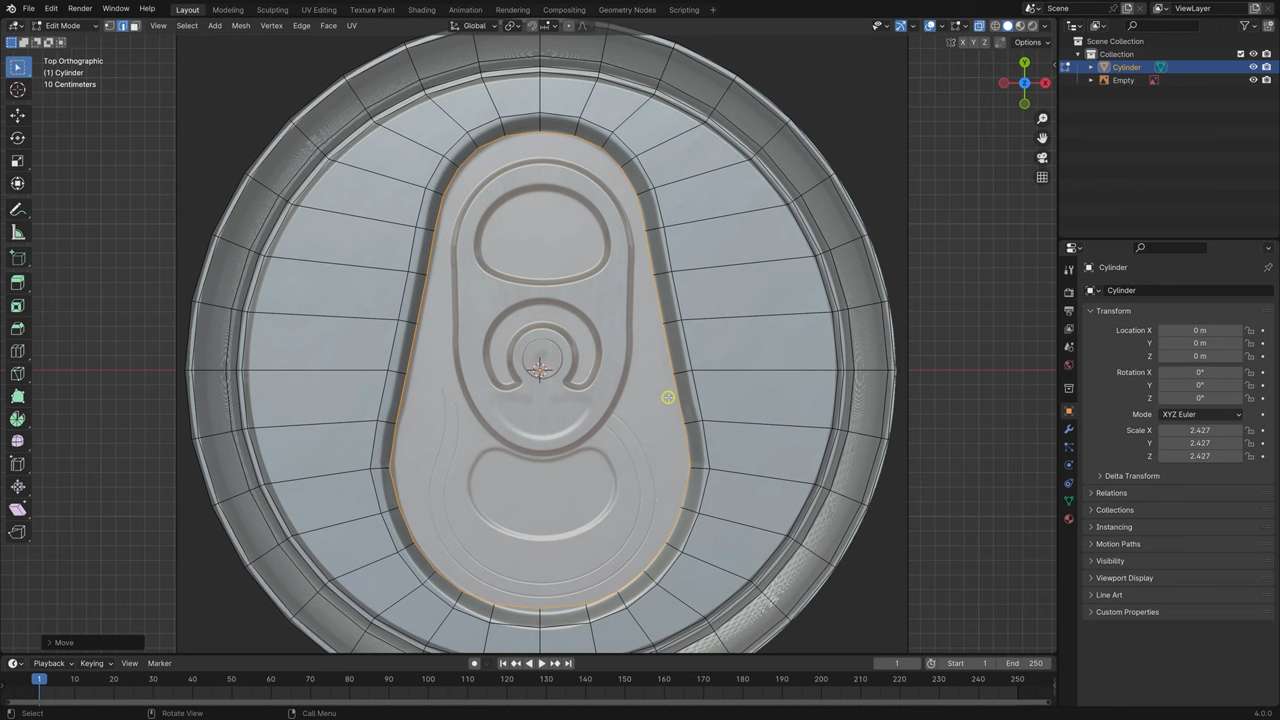 File Edit Render Window Help Layout Modeling Sculpting UV Editing Texture Paint Shading Animation Rendering Compositing Geometry Nodes Scripting Scene ViewLayer
Edit Mode View Select Add Mesh Vertex Edge Face UV Global
X Y Z Options
Top Orthographic
(1) Cylinder
10 Centimeters
Y
Z X
Scene Collection
Collection
Cylinder
Empty
Cylinder
Cylinder
Transform
Location X 0 m
Y 0 m
Z 0 m
Rotation X 0°
Y 0°
Z 0°
Mode XYZ Euler
Scale X 2.427
Y 2.427
Z 2.427
Delta Transform
Relations
Collections
Instancing
Motion Paths
Visibility
Viewport Display
Line Art
Custom Properties
Move
Playback Keying View Marker 1 Start 1 End 250
1 10 20 30 40 50 60 70 80 90 100 110 120 130 140 150 160 170 180 190 200 210 220 230 240 250
Select Rotate View Call Menu 4.0.0